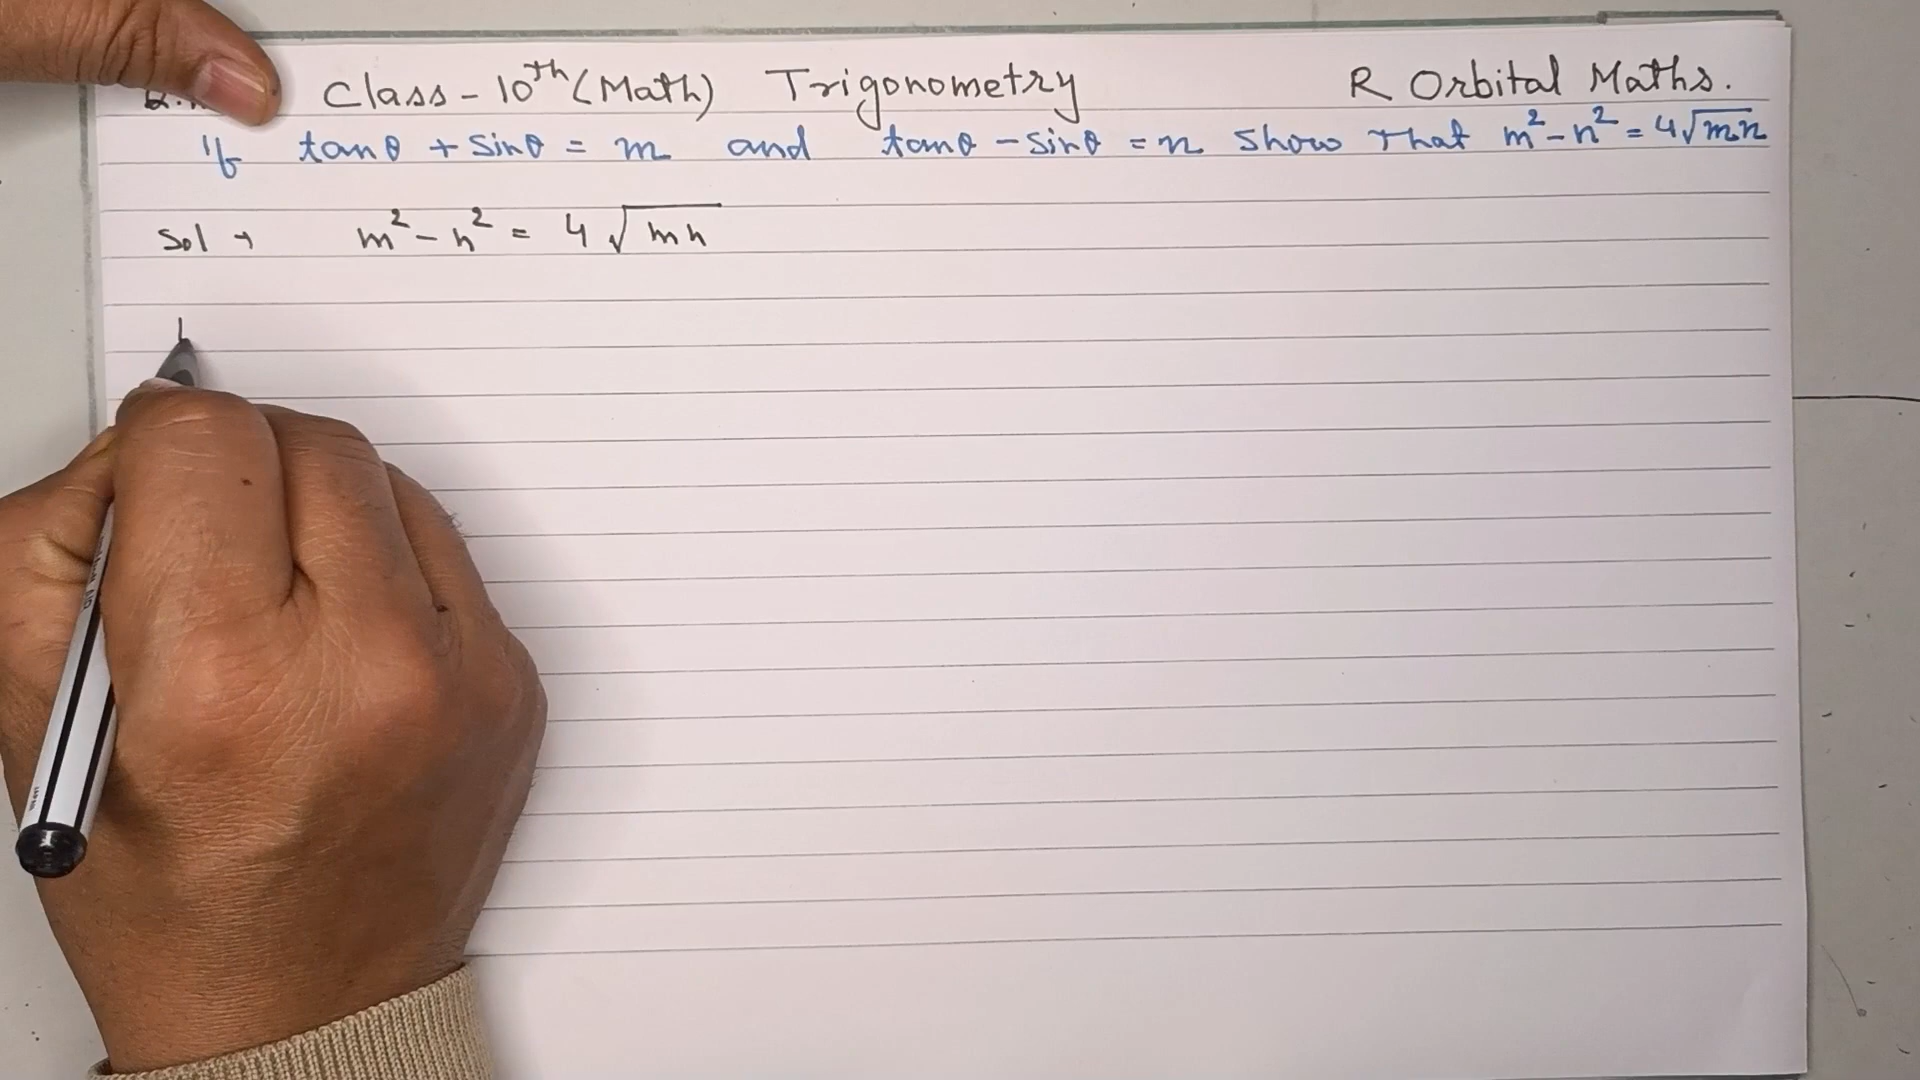 Class - 10th (Math) Trigonometry R Orbital Maths.
If tanθ + sinθ = m and tanθ - sinθ = n show that m² - n² = 4√mn
Sol → m² - n² = 4√mn
L